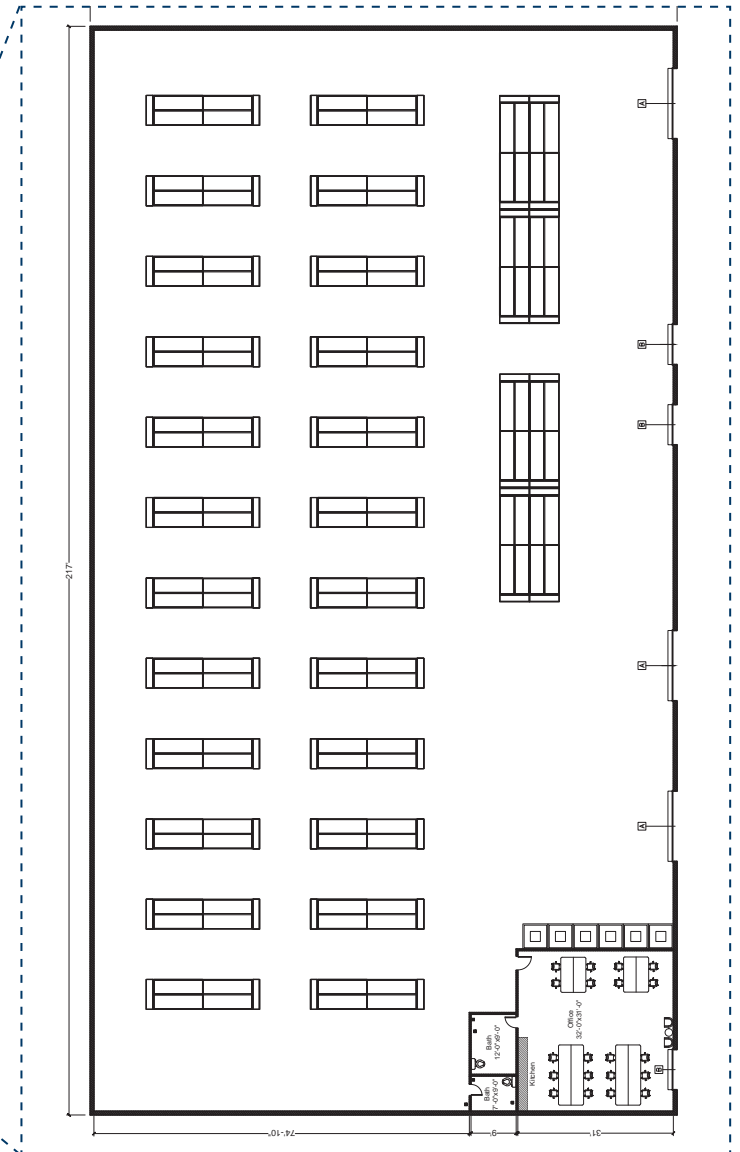 A
B
B
217'
A
A
Office
32'-0"x31'-0"
Bath
12'-0"x9'-0"
Kitchen
B
Bath
7'-0"x9'-0"
74'-10"
9'
31'